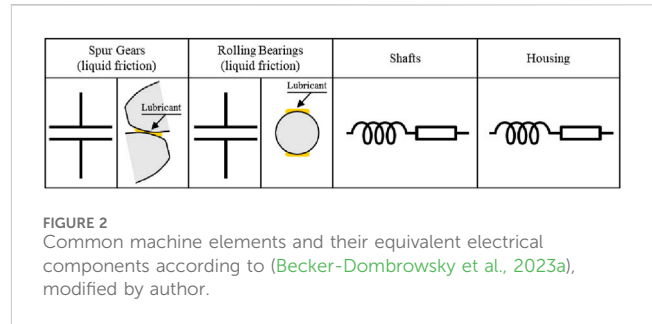 Spur Gears
(liquid friction)
Rolling Bearings
(liquid friction)
Shafts
Housing
Lubricant
Lubricant
FIGURE 2
Common machine elements and their equivalent electrical
components according to (Becker-Dombrowsky et al., 2023a),
modified by author.